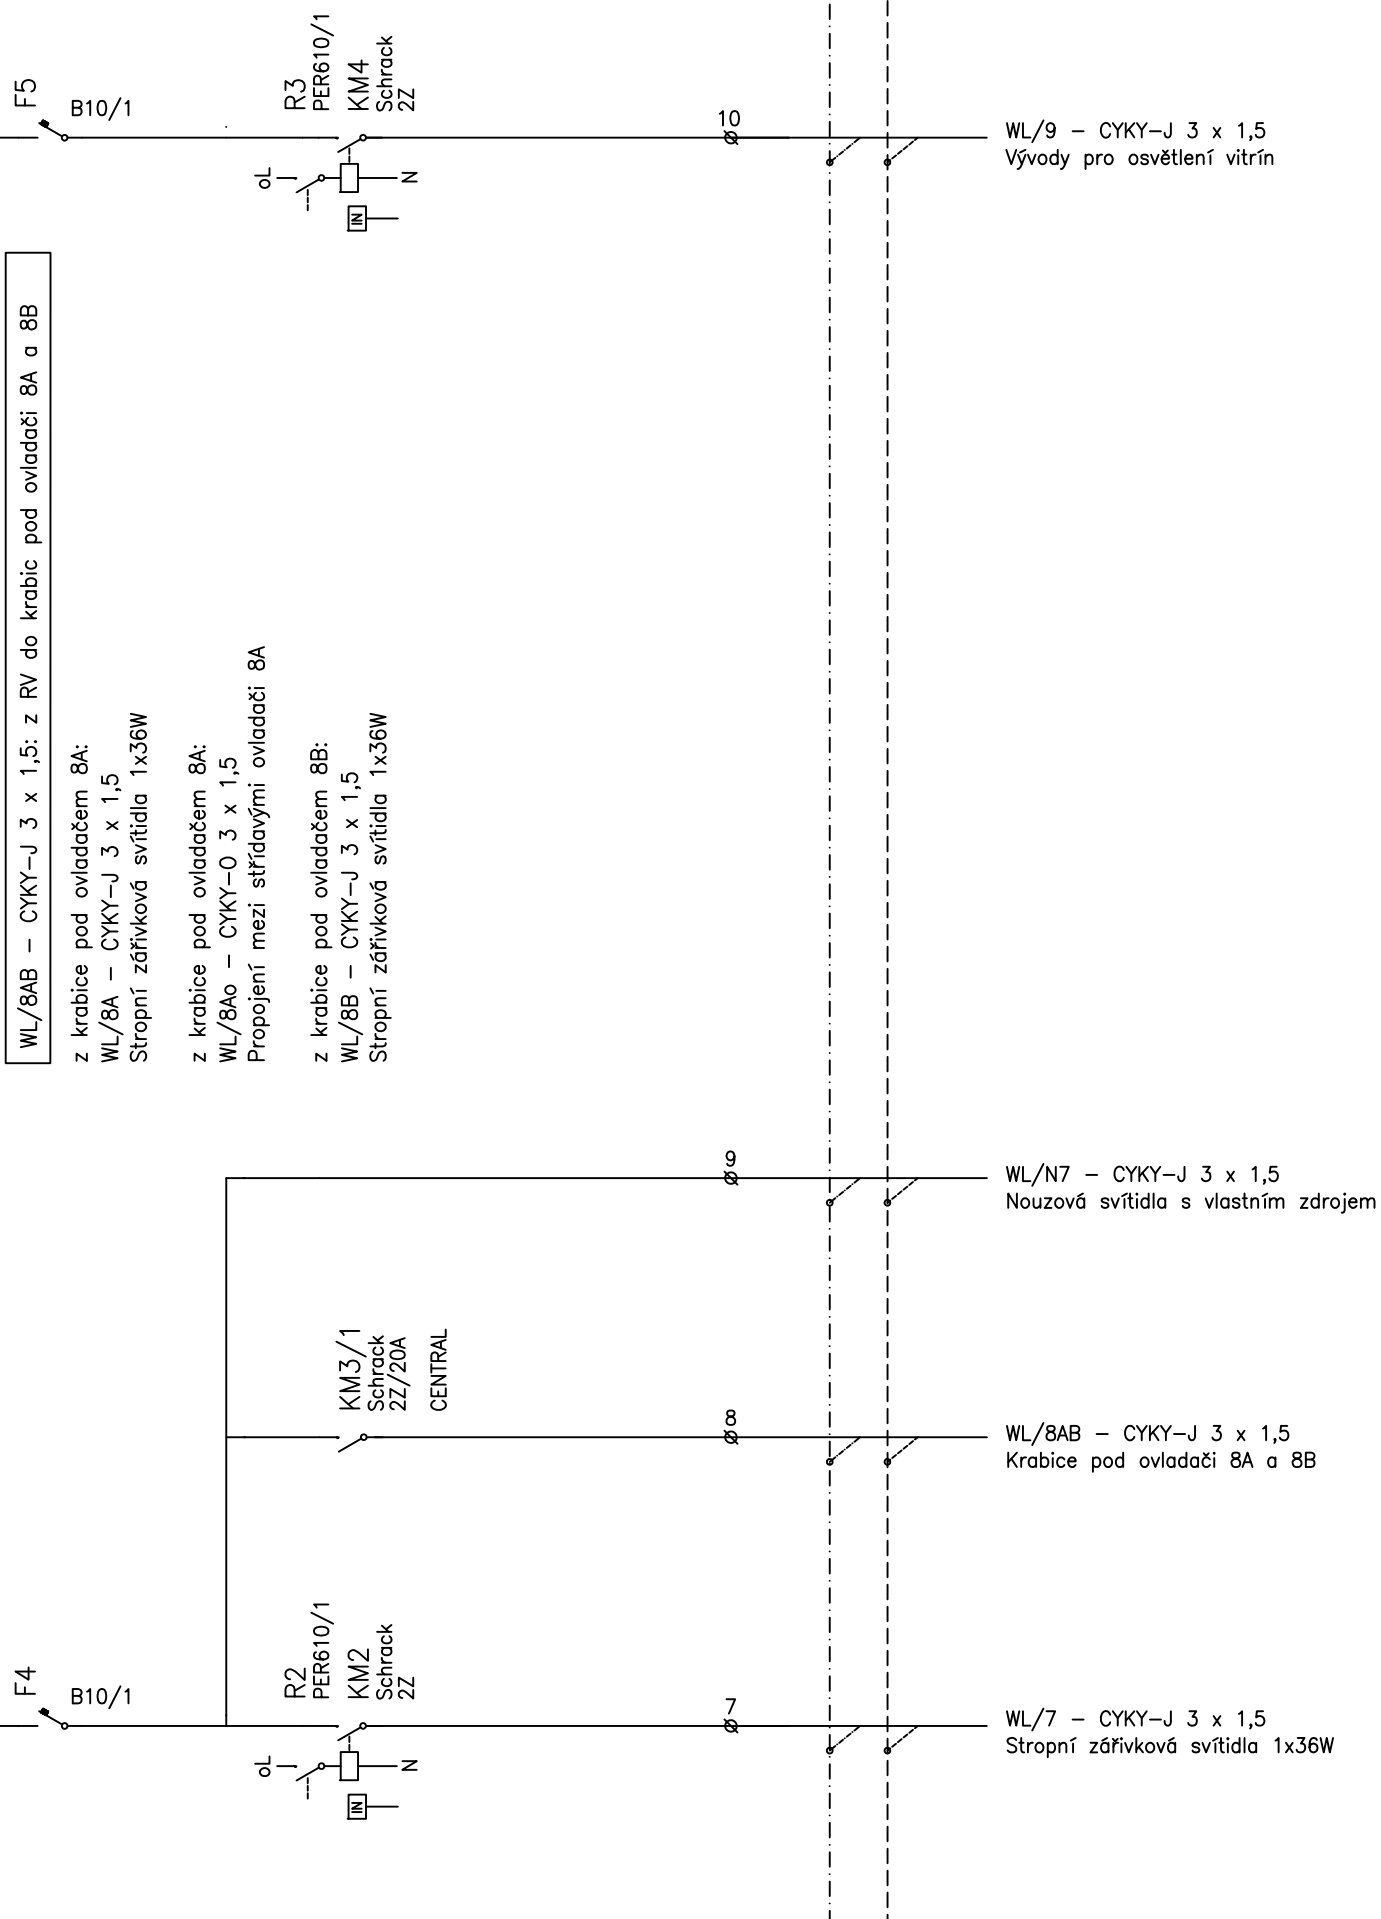 F5
B10/1
R3
PER610/1
KM4
Schrack
2Z
oL
N
IN
10
WL/9 – CYKY–J 3 x 1,5
Vývody pro osvětlení vitrín
WL/8AB – CYKY–J 3 x 1,5: z RV do krabic pod ovladači 8A a 8B
z krabice pod ovladačem 8A:
WL/8A – CYKY–J 3 x 1,5
Stropní zářivková svítidla 1x36W
z krabice pod ovladačem 8A:
WL/8Ao – CYKY–O 3 x 1,5
Propojení mezi střídavými ovladači 8A
z krabice pod ovladačem 8B:
WL/8B – CYKY–J 3 x 1,5
Stropní zářivková svítidla 1x36W
9
WL/N7 – CYKY–J 3 x 1,5
Nouzová svítidla s vlastním zdrojem
KM3/1
Schrack
2Z/20A
CENTRAL
8
WL/8AB – CYKY–J 3 x 1,5
Krabice pod ovladači 8A a 8B
F4
B10/1
R2
PER610/1
KM2
Schrack
2Z
oL
N
IN
7
WL/7 – CYKY–J 3 x 1,5
Stropní zářivková svítidla 1x36W